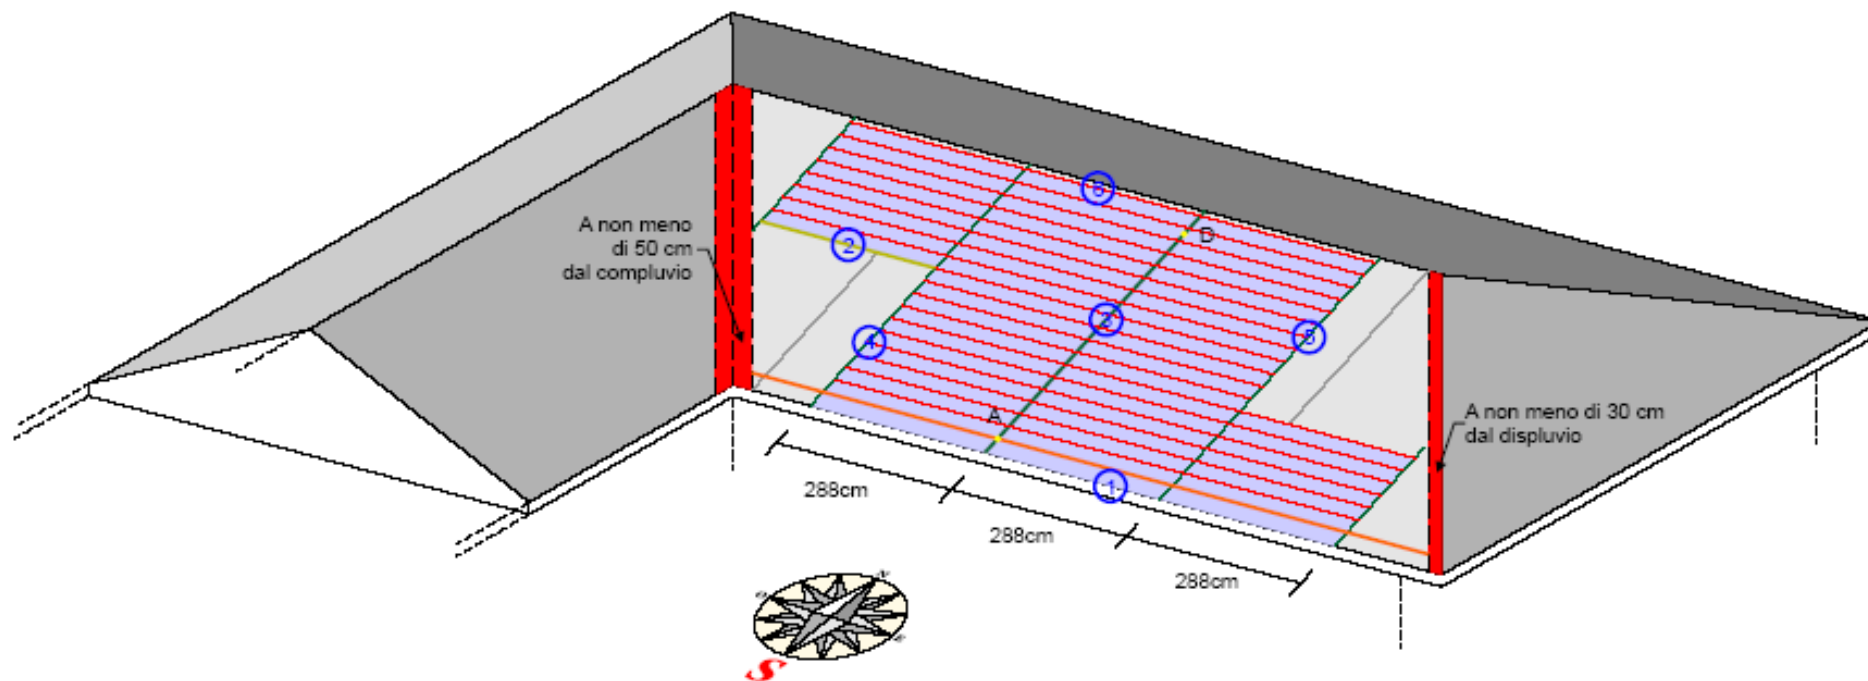 6
D
A non meno
di 50 cm
dal compluvio
2
3
4
5
A
A non meno di 30 cm
dal displuvio
1
288cm
288cm
288cm
S